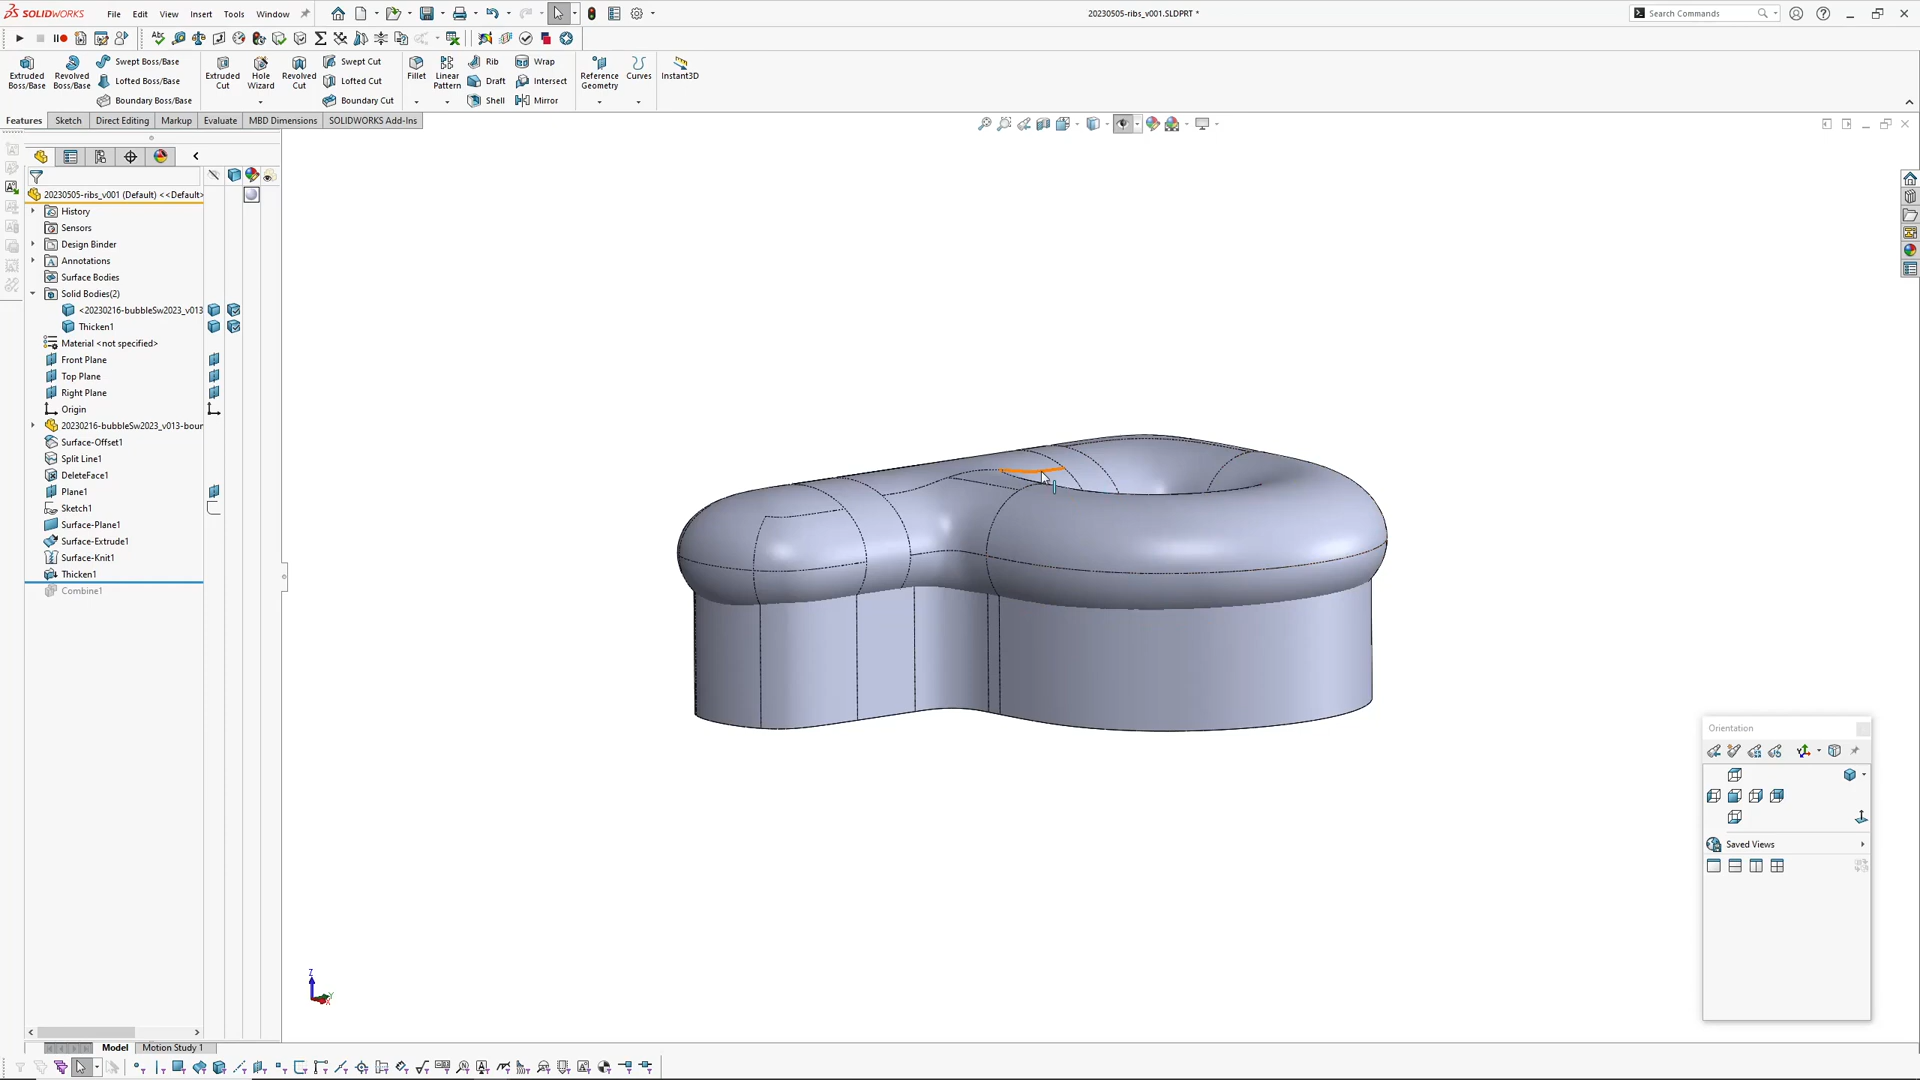 SOLIDWORKS File Edit View Insert Tools Window 20230505-ribs_v001.SLDPRT * Search Commands
Extruded Boss/Base Revolved Boss/Base Swept Boss/Base Lofted Boss/Base Boundary Boss/Base Extruded Cut Hole Wizard Revolved Cut Swept Cut Lofted Cut Boundary Cut Fillet Linear Pattern Rib Draft Shell Wrap Intersect Mirror Reference Geometry Curves Instant3D
Features Sketch Direct Editing Markup Evaluate MBD Dimensions SOLIDWORKS Add-Ins
20230505-ribs_v001 (Default) <<Default>
History
Sensors
Design Binder
Annotations
Surface Bodies
Solid Bodies(2)
<20230216-bubbleSw2023_v013
Thicken1
Material <not specified>
Front Plane
Top Plane
Right Plane
Origin
20230216-bubbleSw2023_v013-bour
Surface-Offset1
Split Line1
DeleteFace1
Plane1
Sketch1
Surface-Plane1
Surface-Extrude1
Surface-Knit1
Thicken1
Combine1
Orientation
Saved Views
Z
Model Motion Study 1